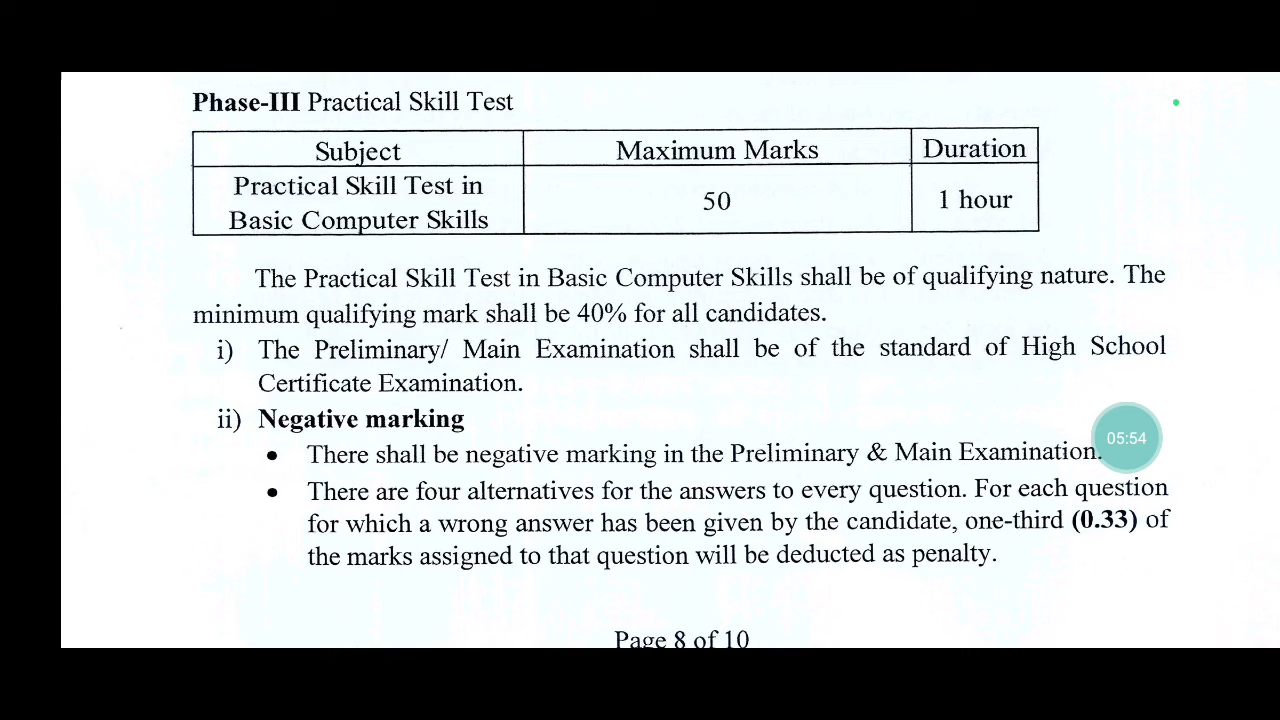 Phase-III Practical Skill Test
Subject Maximum Marks Duration
Practical Skill Test in
Basic Computer Skills 50 1 hour
The Practical Skill Test in Basic Computer Skills shall be of qualifying nature. The
minimum qualifying mark shall be 40% for all candidates.
i) The Preliminary/ Main Examination shall be of the standard of High School
Certificate Examination.
ii) Negative marking
• There shall be negative marking in the Preliminary & Main Examination.
05:54
• There are four alternatives for the answers to every question. For each question
for which a wrong answer has been given by the candidate, one-third (0.33) of
the marks assigned to that question will be deducted as penalty.
Page 8 of 10